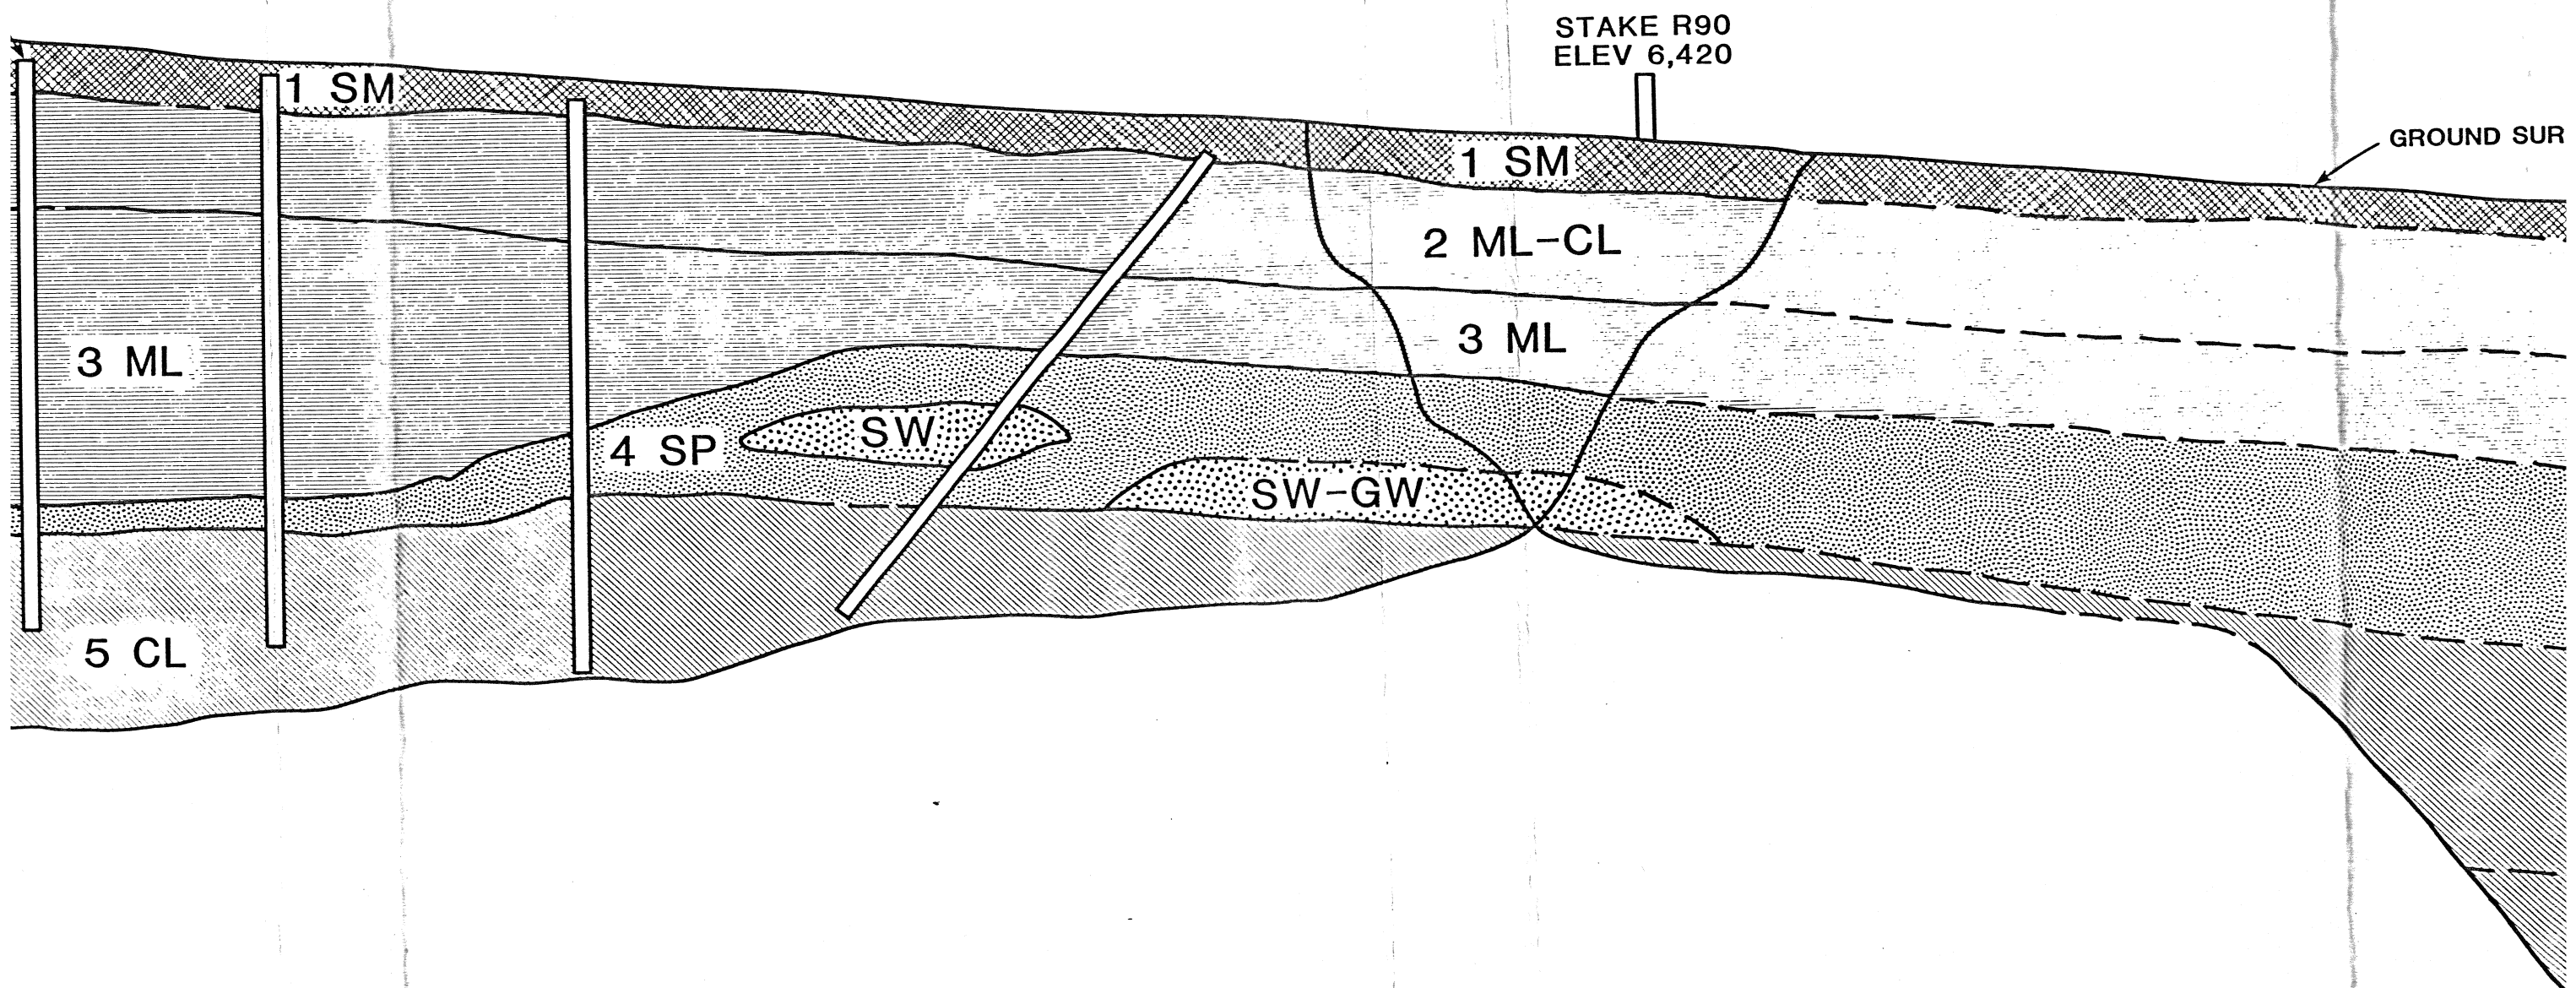 STAKE R90
ELEV 6,420
1 SM
1 SM
GROUND SUR
2 ML-CL
3 ML
3 ML
SW
4 SP
SW-GW
5 CL